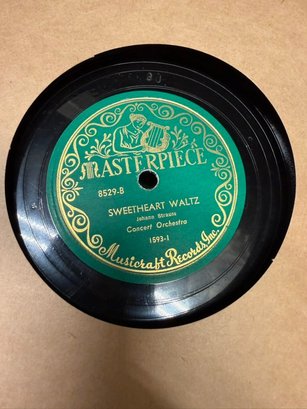 MASTERPIECE
8529-B
SWEETHEART WALTZ
Johann Strauss
Concert Orchestra
1593-1
Musicraft Records, Inc.